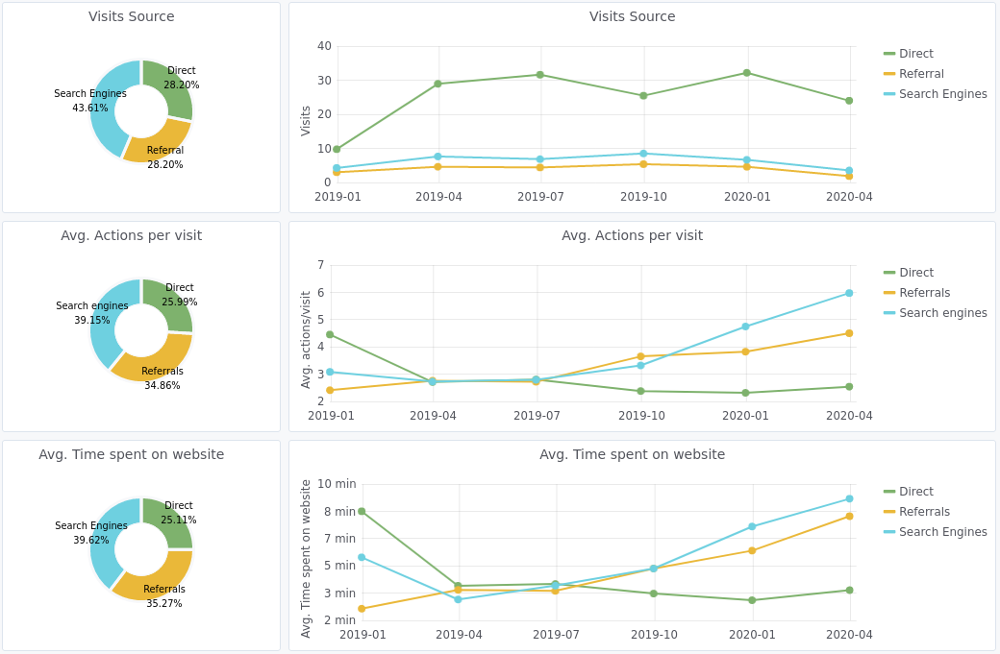 Visits Source
Direct
28.20%
Search Engines
43.61%
Referral
28.20%
Visits Source
40
30
20
10
0
Visits
2019-01 2019-04 2019-07 2019-10 2020-01 2020-04
Direct
Referral
Search Engines
Avg. Actions per visit
Direct
25.99%
Search engines
39.15%
Referrals
34.86%
Avg. Actions per visit
7
6
5
4
3
2
Avg. actions/visit
2019-01 2019-04 2019-07 2019-10 2020-01 2020-04
Direct
Referrals
Search engines
Avg. Time spent on website
Direct
25.11%
Search Engines
39.62%
Referrals
35.27%
Avg. Time spent on website
10 min
8 min
7 min
5 min
3 min
2 min
Avg. Time spent on website
2019-01 2019-04 2019-07 2019-10 2020-01 2020-04
Direct
Referrals
Search Engines